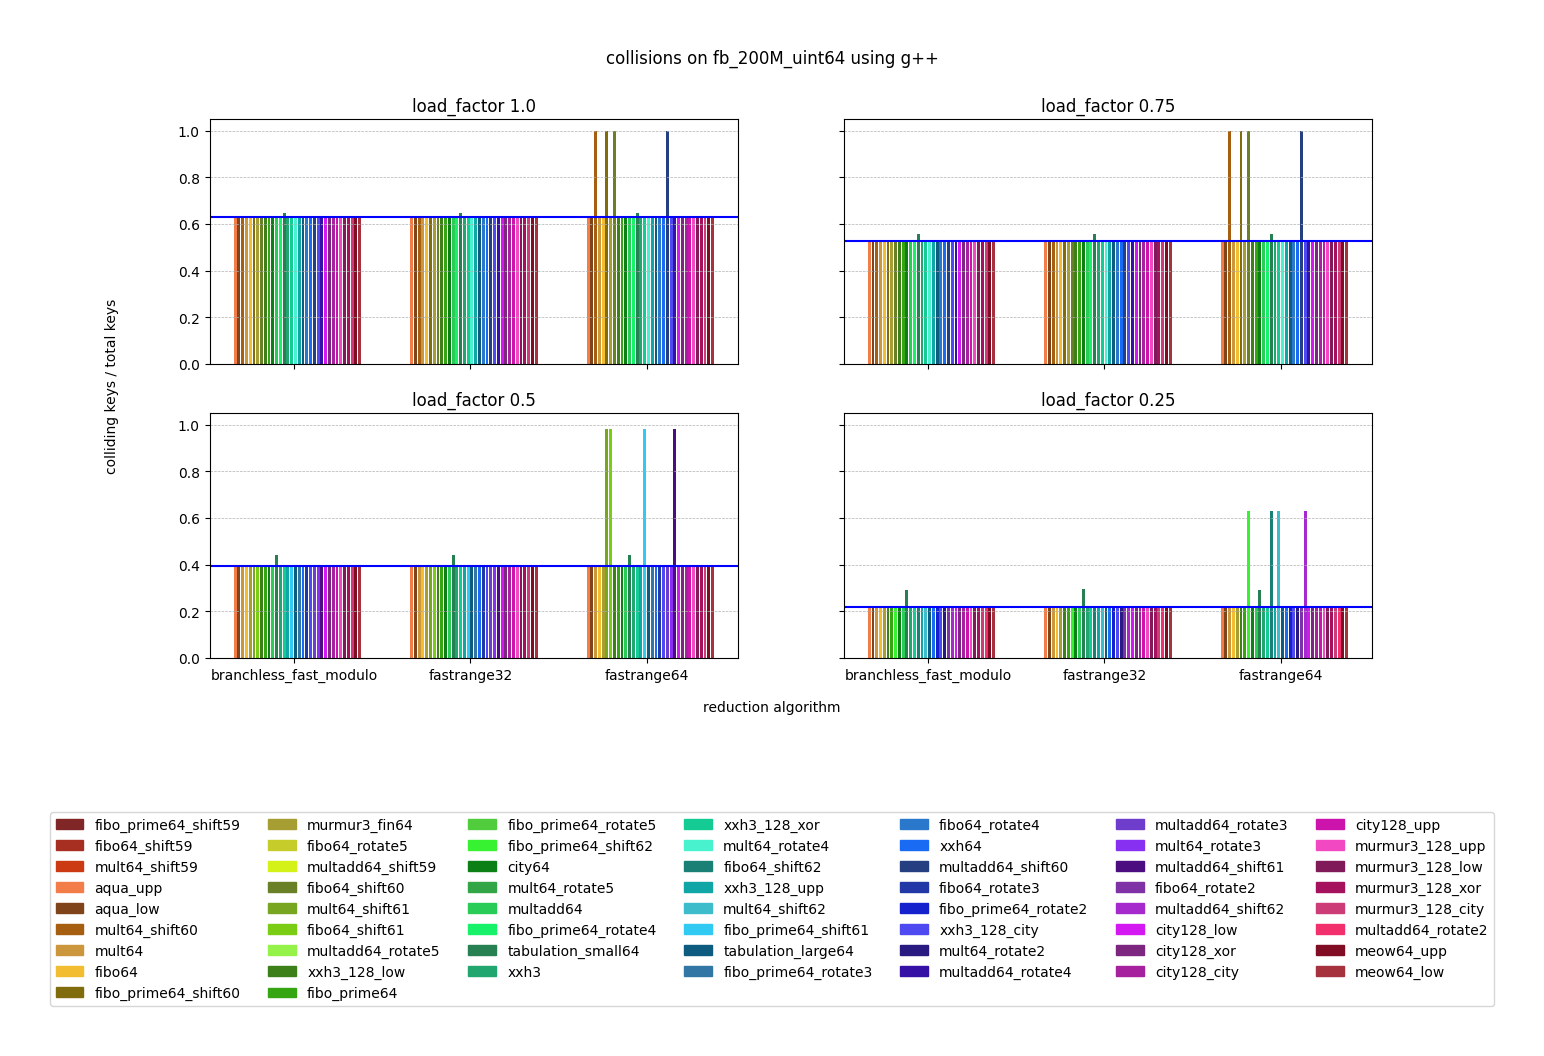 collisions on fb_200M_uint64 using g++
load_factor 1.0
1.0
0.8
0.6
0.4
0.2
0.0
load_factor 0.75
colliding keys / total keys
load_factor 0.5
1.0
0.8
0.6
0.4
0.2
0.0
branchless_fast_modulo fastrange32 fastrange64
load_factor 0.25
branchless_fast_modulo fastrange32 fastrange64
reduction algorithm
fibo_prime64_shift59
fibo64_shift59
mult64_shift59
aqua_upp
aqua_low
mult64_shift60
mult64
fibo64
fibo_prime64_shift60
murmur3_fin64
fibo64_rotate5
multadd64_shift59
fibo64_shift60
mult64_shift61
fibo64_shift61
multadd64_rotate5
xxh3_128_low
fibo_prime64
fibo_prime64_rotate5
fibo_prime64_shift62
city64
mult64_rotate5
multadd64
fibo_prime64_rotate4
tabulation_small64
xxh3
xxh3_128_xor
mult64_rotate4
fibo64_shift62
xxh3_128_upp
mult64_shift62
fibo_prime64_shift61
tabulation_large64
fibo_prime64_rotate3
fibo64_rotate4
xxh64
multadd64_shift60
fibo64_rotate3
fibo_prime64_rotate2
xxh3_128_city
mult64_rotate2
multadd64_rotate4
multadd64_rotate3
mult64_rotate3
multadd64_shift61
fibo64_rotate2
multadd64_shift62
city128_low
city128_xor
city128_city
city128_upp
murmur3_128_upp
murmur3_128_low
murmur3_128_xor
murmur3_128_city
multadd64_rotate2
meow64_upp
meow64_low